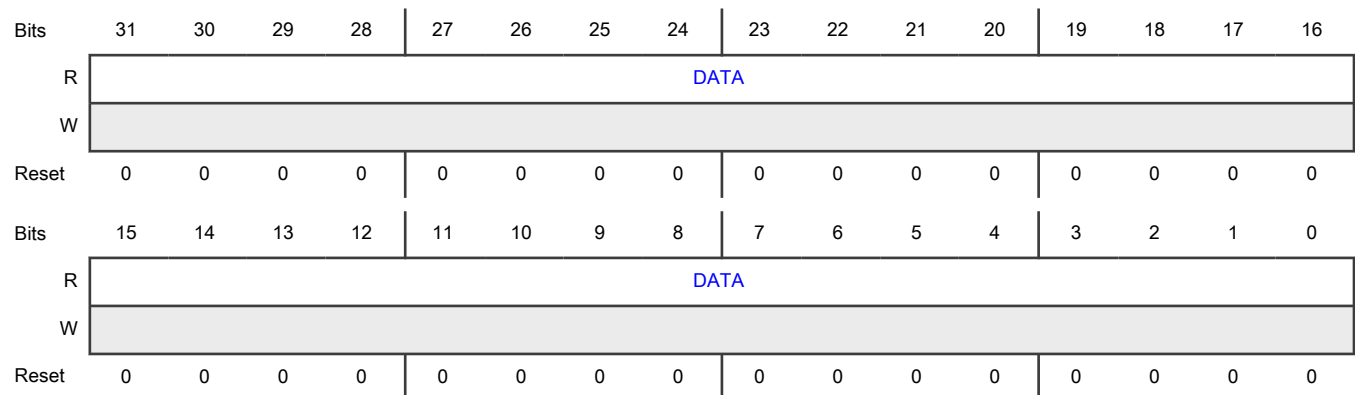 Bits 31 30 29 28 27 26 25 24 23 22 21 20 19 18 17 16
R DATA
W
Reset 0 0 0 0 0 0 0 0 0 0 0 0 0 0 0 0
Bits 15 14 13 12 11 10 9 8 7 6 5 4 3 2 1 0
R DATA
W
Reset 0 0 0 0 0 0 0 0 0 0 0 0 0 0 0 0